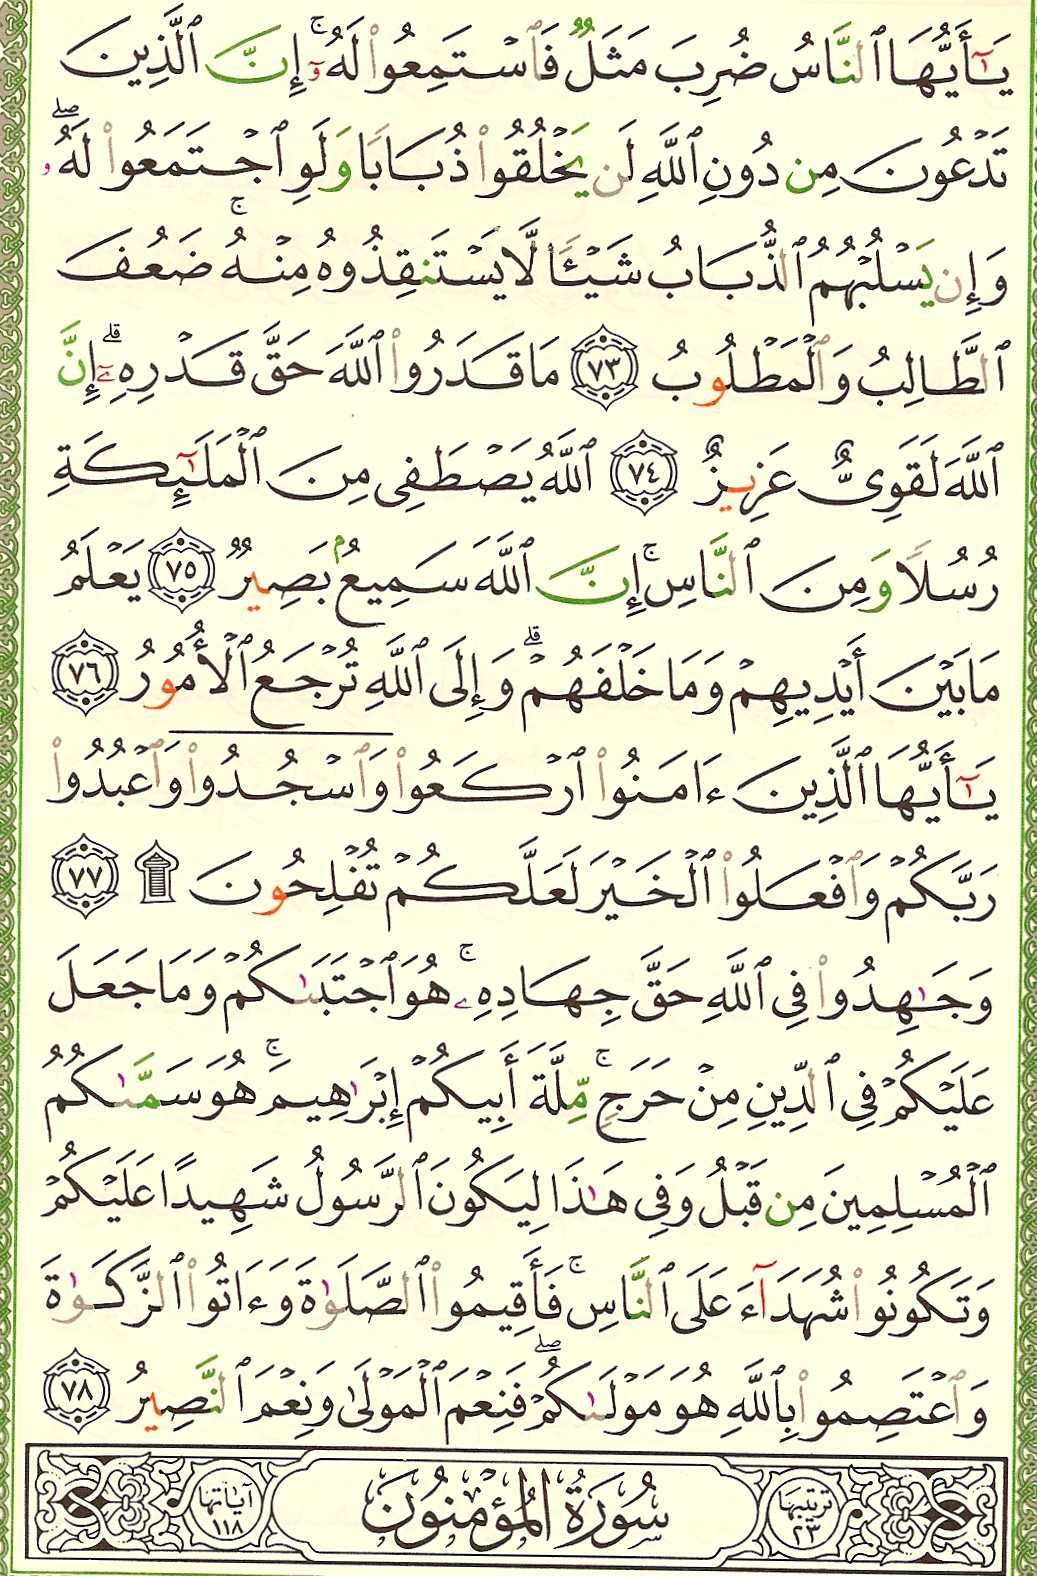 يَـٰٓأَيُّهَا ٱلنَّاسُ ضُرِبَ مَثَلٌ فَٱسْتَمِعُوا۟ لَهُۥٓ ۚ إِنَّ ٱلَّذِينَ
تَدْعُونَ مِن دُونِ ٱللَّهِ لَن يَخْلُقُوا۟ ذُبَابًا وَلَوِ ٱجْتَمَعُوا۟ لَهُۥ ۖ
وَإِن يَسْلُبْهُمُ ٱلذُّبَابُ شَيْـًٔا لَّا يَسْتَنقِذُوهُ مِنْهُ ۚ ضَعُفَ
ٱلطَّالِبُ وَٱلْمَطْلُوبُ ٧٣ مَا قَدَرُوا۟ ٱللَّهَ حَقَّ قَدْرِهِۦٓ ۗ إِنَّ
ٱللَّهَ لَقَوِىٌّ عَزِيزٌ ٧٤ ٱللَّهُ يَصْطَفِى مِنَ ٱلْمَلَـٰٓئِكَةِ
رُسُلًا وَمِنَ ٱلنَّاسِ ۚ إِنَّ ٱللَّهَ سَمِيعٌۢ بَصِيرٌ ٧٥ يَعْلَمُ
مَا بَيْنَ أَيْدِيهِمْ وَمَا خَلْفَهُمْ ۗ وَإِلَى ٱللَّهِ تُرْجَعُ ٱلْأُمُورُ ٧٦
يَـٰٓأَيُّهَا ٱلَّذِينَ ءَامَنُوا۟ ٱرْكَعُوا۟ وَٱسْجُدُوا۟ وَٱعْبُدُوا۟
رَبَّكُمْ وَٱفْعَلُوا۟ ٱلْخَيْرَ لَعَلَّكُمْ تُفْلِحُونَ ۩ ٧٧
وَجَـٰهِدُوا۟ فِى ٱللَّهِ حَقَّ جِهَادِهِۦ ۚ هُوَ ٱجْتَبَىٰكُمْ وَمَا جَعَلَ
عَلَيْكُمْ فِى ٱلدِّينِ مِنْ حَرَجٍ ۚ مِّلَّةَ أَبِيكُمْ إِبْرَٰهِيمَ ۚ هُوَ سَمَّىٰكُمُ
ٱلْمُسْلِمِينَ مِن قَبْلُ وَفِى هَـٰذَا لِيَكُونَ ٱلرَّسُولُ شَهِيدًا عَلَيْكُمْ
وَتَكُونُوا۟ شُهَدَآءَ عَلَى ٱلنَّاسِ ۚ فَأَقِيمُوا۟ ٱلصَّلَوٰةَ وَءَاتُوا۟ ٱلزَّكَوٰةَ
وَٱعْتَصِمُوا۟ بِٱللَّهِ هُوَ مَوْلَىٰكُمْ ۖ فَنِعْمَ ٱلْمَوْلَىٰ وَنِعْمَ ٱلنَّصِيرُ ٧٨
ترتيبها ٢٣ سُورَةُ المُؤْمِنُونَ آياتها ١١٨